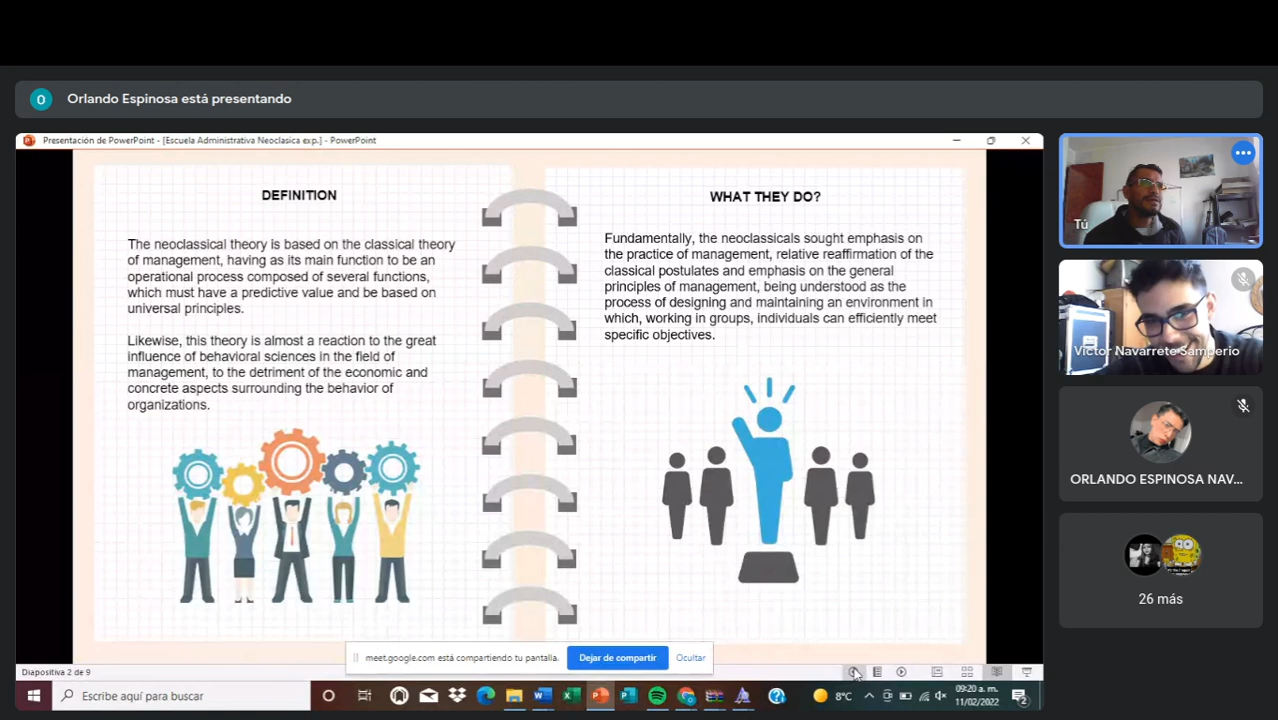 O
Orlando Espinosa está presentando
Presentación de PowerPoint - [Escuela Administrativa Neoclasica exp.] - PowerPoint
DEFINITION
The neoclassical theory is based on the classical theory
of management, having as its main function to be an
operational process composed of several functions,
which must have a predictive value and be based on
universal principles.
Likewise, this theory is almost a reaction to the great
influence of behavioral sciences in the field of
management, to the detriment of the economic and
concrete aspects surrounding the behavior of
organizations.
WHAT THEY DO?
Fundamentally, the neoclassicals sought emphasis on
the practice of management, relative reaffirmation of the
classical postulates and emphasis on the general
principles of management, being understood as the
process of designing and maintaining an environment in
which, working in groups, individuals can efficiently meet
specific objectives.
Tú
Victor Navarrete Samperio
ORLANDO ESPINOSA NAV...
26 más
meet.google.com está compartiendo tu pantalla.
Dejar de compartir
Ocultar
Diapositiva 2 de 9
Escribe aquí para buscar
8°C
09:20 a. m.
11/02/2022
2